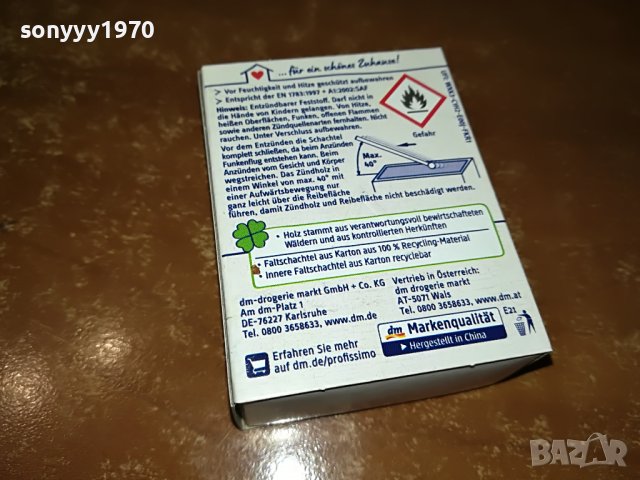 sonyyy1970
...für ein schönes Zuhause!
> Vor Feuchtigkeit und Hitze geschützt aufbewahren
> Entspricht der EN 1783:1997 + A1:2002:SAF
Hinweis: Entzündbarer Feststoff. Darf nicht in
die Hände von Kindern gelangen. Von Hitze,
heißen Oberflächen, Funken, offenen Flammen
sowie anderen Zündquellenarten fernhalten. Nicht
rauchen. Unter Verschluss aufbewahren.
Gefahr
Vor dem Entzünden die Schachtel
komplett schließen, da beim Anzünden
Funkenflug entstehen kann. Beim
Anzünden vom Gesicht und Körper
wegstreichen. Das Zündholz in
einem Winkel von max. 40° mit
einer Aufwärtsbewegung nur
ganz leicht über die Reibefläche
führen, damit Zündholz und Reibefläche nicht beschädigt werden.
Max.
40°
• Holz stammt aus verantwortungsvoll bewirtschafteten
Wäldern und aus kontrollierten Herkünften
• Faltschachtel aus Karton aus 100 % Recycling-Material
• Innere Faltschachtel aus Karton recyclebar
dm-drogerie markt GmbH + Co. KG
Am dm-Platz 1
DE-76227 Karlsruhe
Tel. 0800 3658633, www.dm.de
Vertrieb in Österreich:
dm drogerie markt
AT-5071 Wals
Tel. 0800 3658633, www.dm.at
Erfahren Sie mehr
auf dm.de/profissimo
dm Markenqualität
> Hergestellt in China
E21
BAZAR